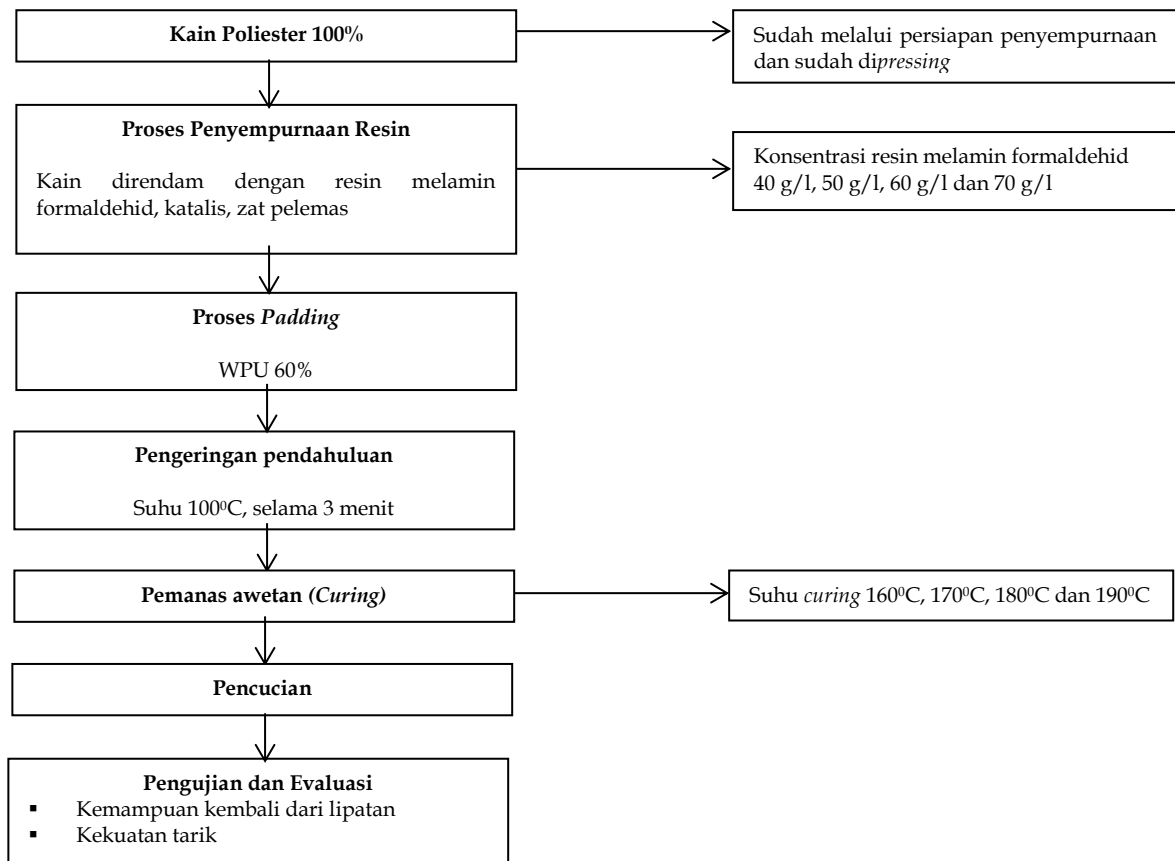 Kain Poliester 100%
Sudah melalui persiapan penyempurnaan
dan sudah dipressing
Proses Penyempurnaan Resin
Kain direndam dengan resin melamin
formaldehid, katalis, zat pelemas
Konsentrasi resin melamin formaldehid
40 g/l, 50 g/l, 60 g/l dan 70 g/l
Proses Padding
WPU 60%
Pengeringan pendahuluan
Suhu 100⁰C, selama 3 menit
Pemanas awetan (Curing)
Suhu curing 160⁰C, 170⁰C, 180⁰C dan 190⁰C
Pencucian
Pengujian dan Evaluasi
▪ Kemampuan kembali dari lipatan
▪ Kekuatan tarik